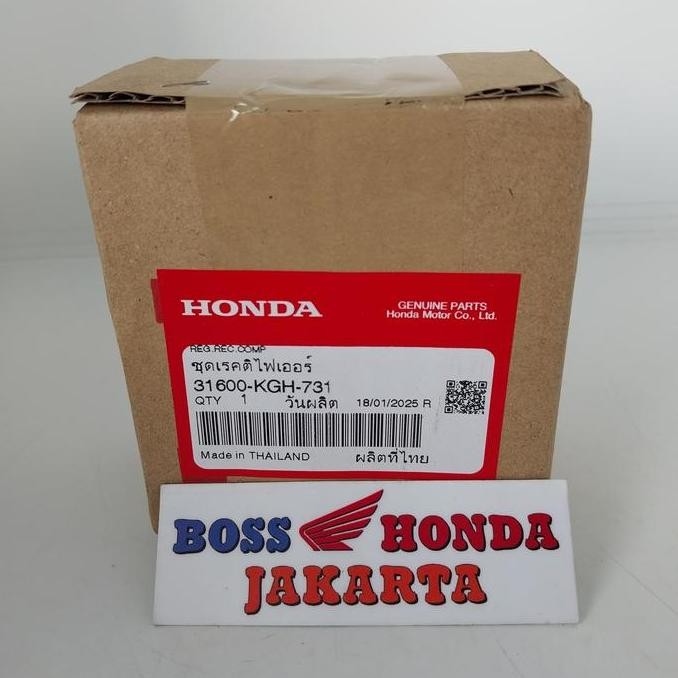 HONDA
GENUINE PARTS
Honda Motor Co., Ltd.
REG.REC.COMP
ชุดเรคติไฟเออร์
31600-KGH-731
QTY 1 วันผลิต 18/01/2025 R
Made in THAILAND ผลิตที่ไทย
BOSS HONDA
JAKARTA